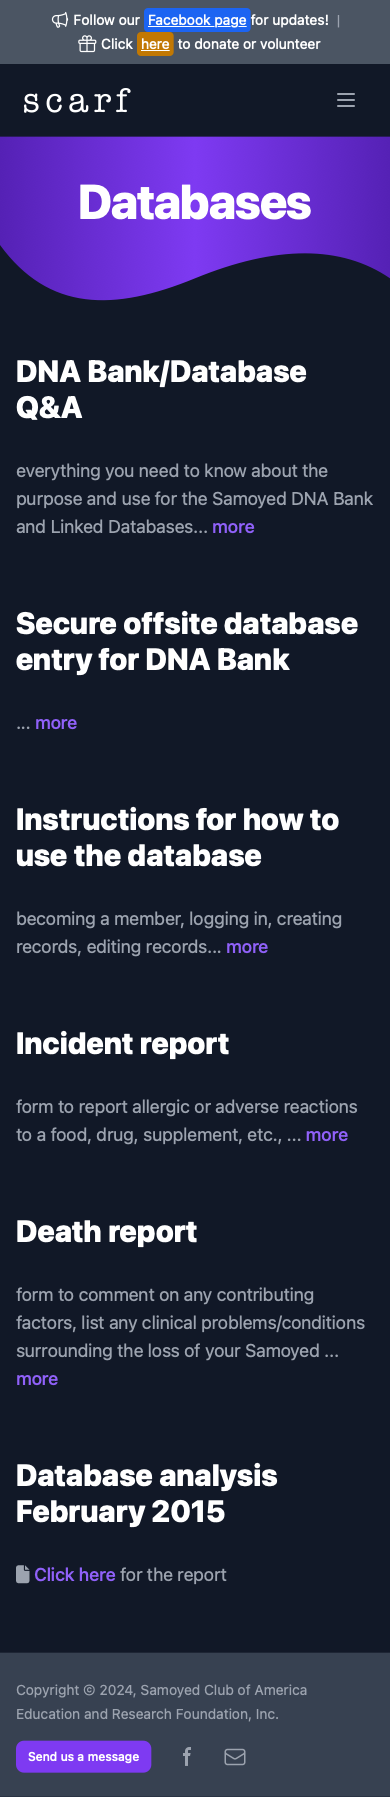 Follow our Facebook page for updates! |
Click here to donate or volunteer
scarf
Databases
DNA Bank/Database
Q&A
everything you need to know about the
purpose and use for the Samoyed DNA Bank
and Linked Databases... more
Secure offsite database
entry for DNA Bank
... more
Instructions for how to
use the database
becoming a member, logging in, creating
records, editing records... more
Incident report
form to report allergic or adverse reactions
to a food, drug, supplement, etc., ... more
Death report
form to comment on any contributing
factors, list any clinical problems/conditions
surrounding the loss of your Samoyed ...
more
Database analysis
February 2015
Click here for the report
Copyright © 2024, Samoyed Club of America
Education and Research Foundation, Inc.
Send us a message